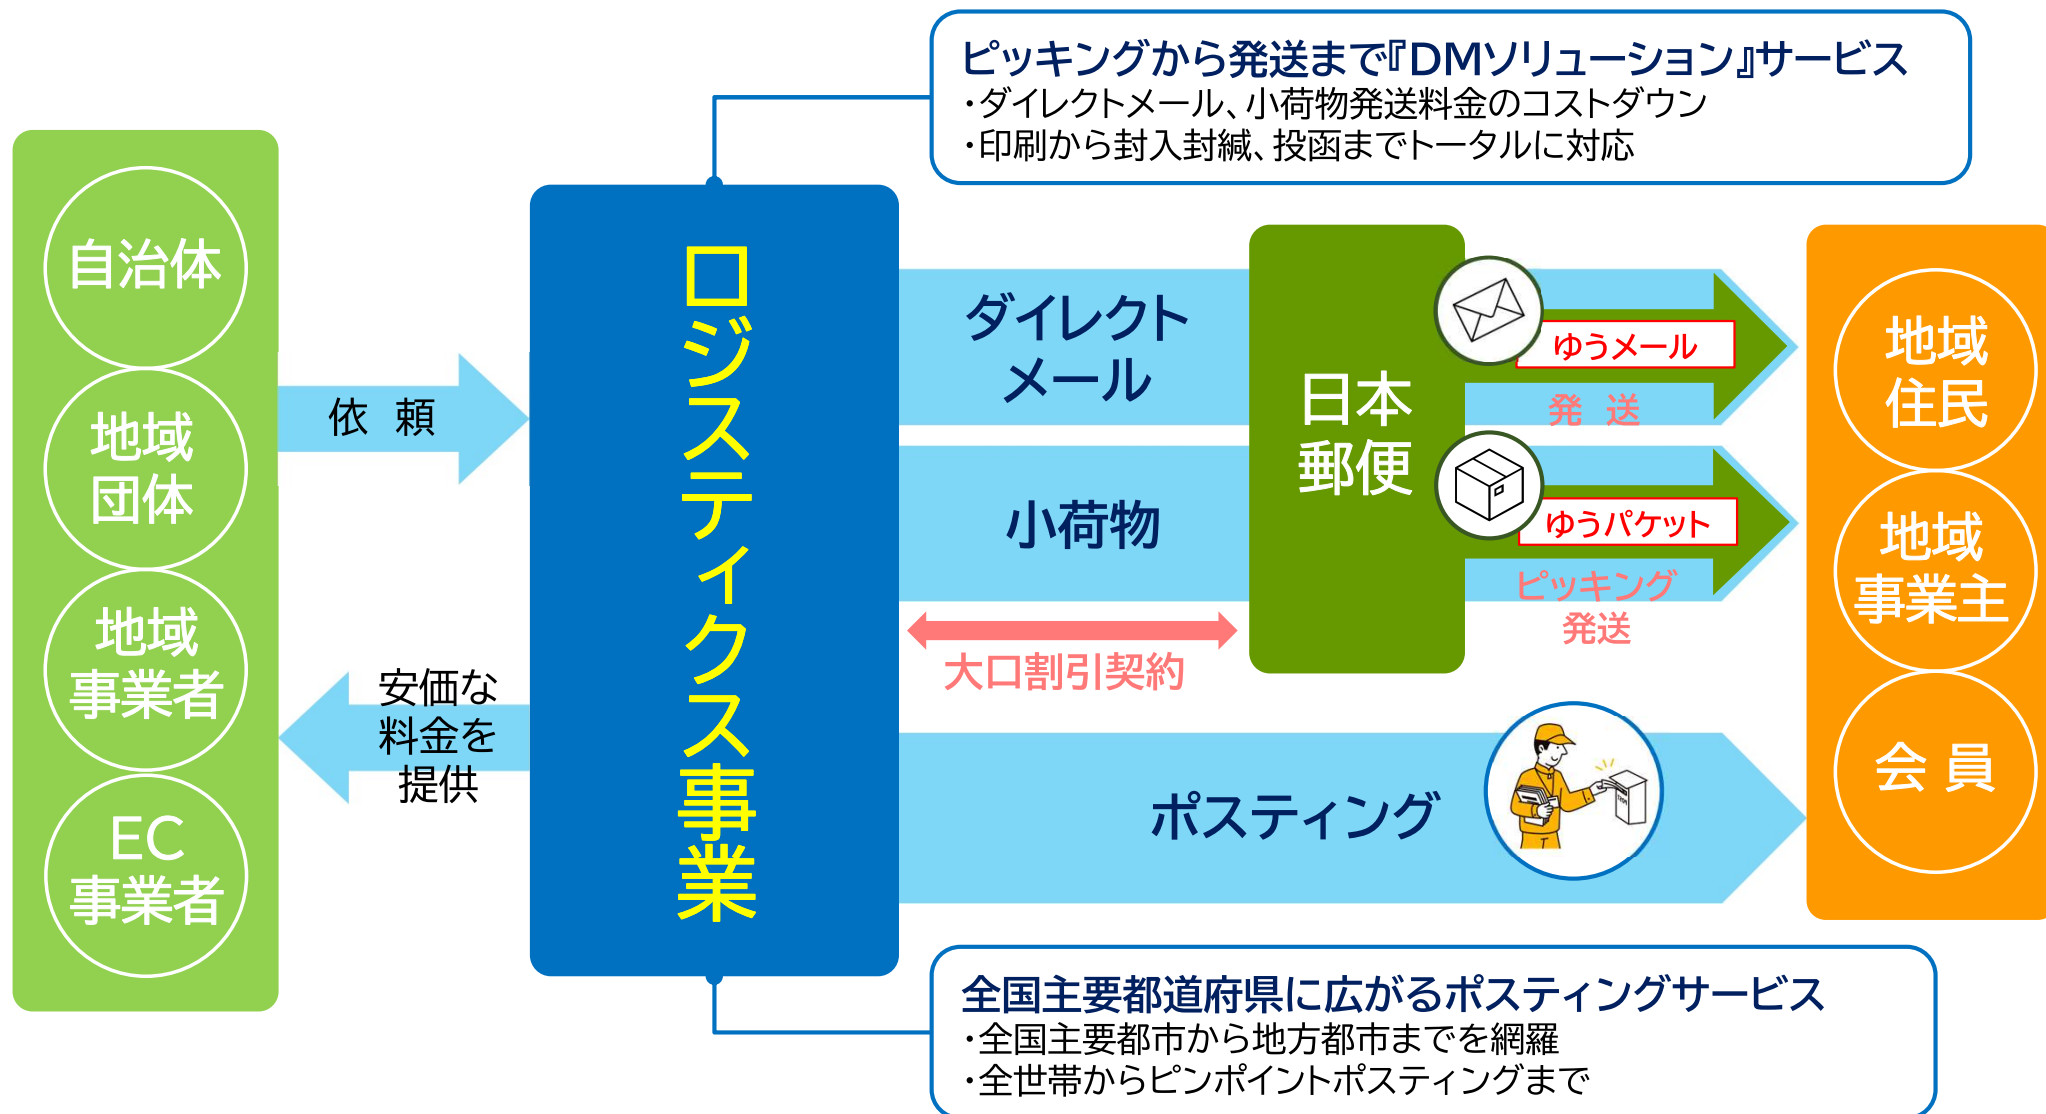 ピッキングから発送まで『DMソリューション』サービス
・ダイレクトメール、小荷物発送料金のコストダウン
・印刷から封入封緘、投函までトータルに対応
自治体
地域
団体
地域
事業者
EC
事業者
依 頼
安価な
料金を
提供
ロジスティクス事業
ダイレクト
メール
小荷物
大口割引契約
日本
郵便
ゆうメール
発 送
ゆうパケット
ピッキング
発送
ポスティング
地域
住民
地域
事業主
会 員
全国主要都道府県に広がるポスティングサービス
・全国主要都市から地方都市までを網羅
・全世帯からピンポイントポスティングまで